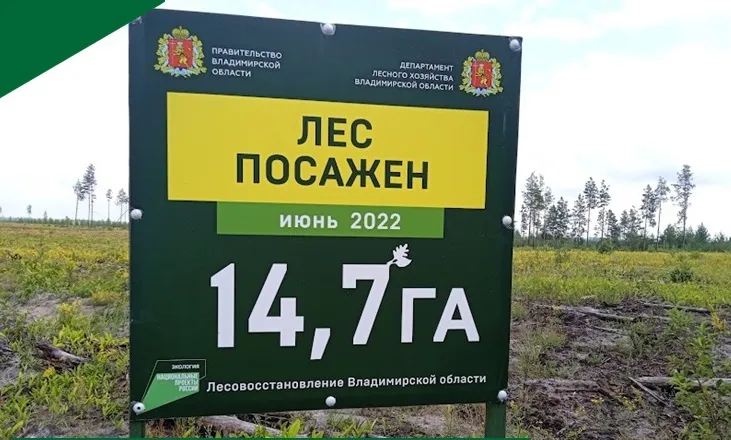 ПРАВИТЕЛЬСТВО
ВЛАДИМИРСКОЙ
ОБЛАСТИ
ДЕПАРТАМЕНТ
ЛЕСНОГО ХОЗЯЙСТВА
ВЛАДИМИРСКОЙ ОБЛАСТИ
ЛЕС
ПОСАЖЕН
ИЮНЬ 2022
14,7ГА
ЭКОЛОГИЯ
НАЦИОНАЛЬНЫЕ
ПРОЕКТЫ
РОССИИ
Лесовосстановление Владимирской области